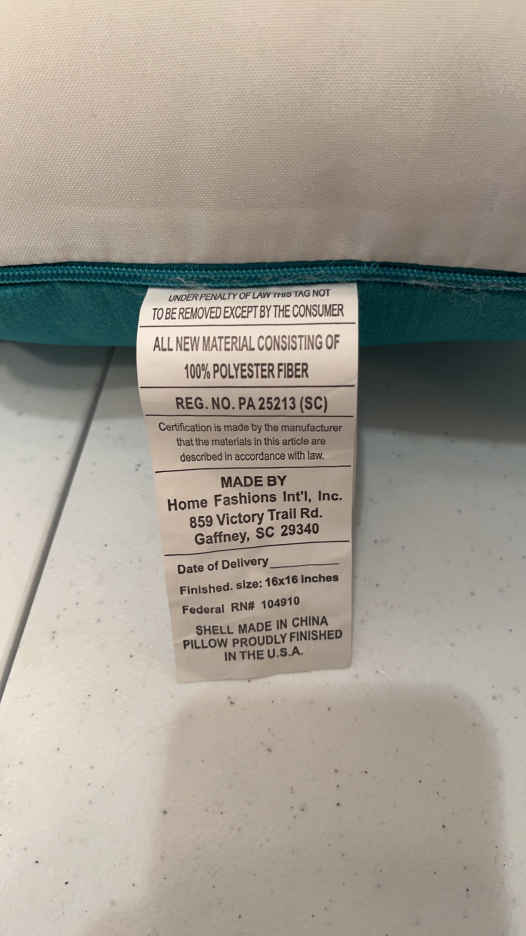 UNDER PENALTY OF LAW THIS TAG NOT
TO BE REMOVED EXCEPT BY THE CONSUMER
ALL NEW MATERIAL CONSISTING OF
100% POLYESTER FIBER
REG. NO. PA 25213 (SC)
Certification is made by the manufacturer
that the materials in this article are
described in accordance with law.
MADE BY
Home Fashions Int'l, Inc.
859 Victory Trail Rd.
Gaffney, SC 29340
Date of Delivery
Finished. size: 16x16 inches
Federal RN# 104910
SHELL MADE IN CHINA
PILLOW PROUDLY FINISHED
IN THE U.S.A.